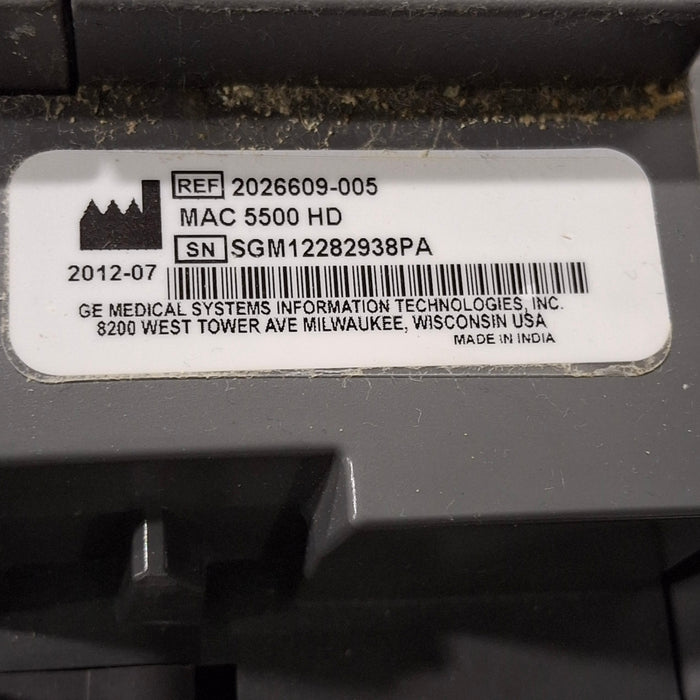 REF 2026609-005
MAC 5500 HD
SN SGM12282938PA
2012-07
GE MEDICAL SYSTEMS INFORMATION TECHNOLOGIES, INC.
8200 WEST TOWER AVE MILWAUKEE, WISCONSIN USA
MADE IN INDIA